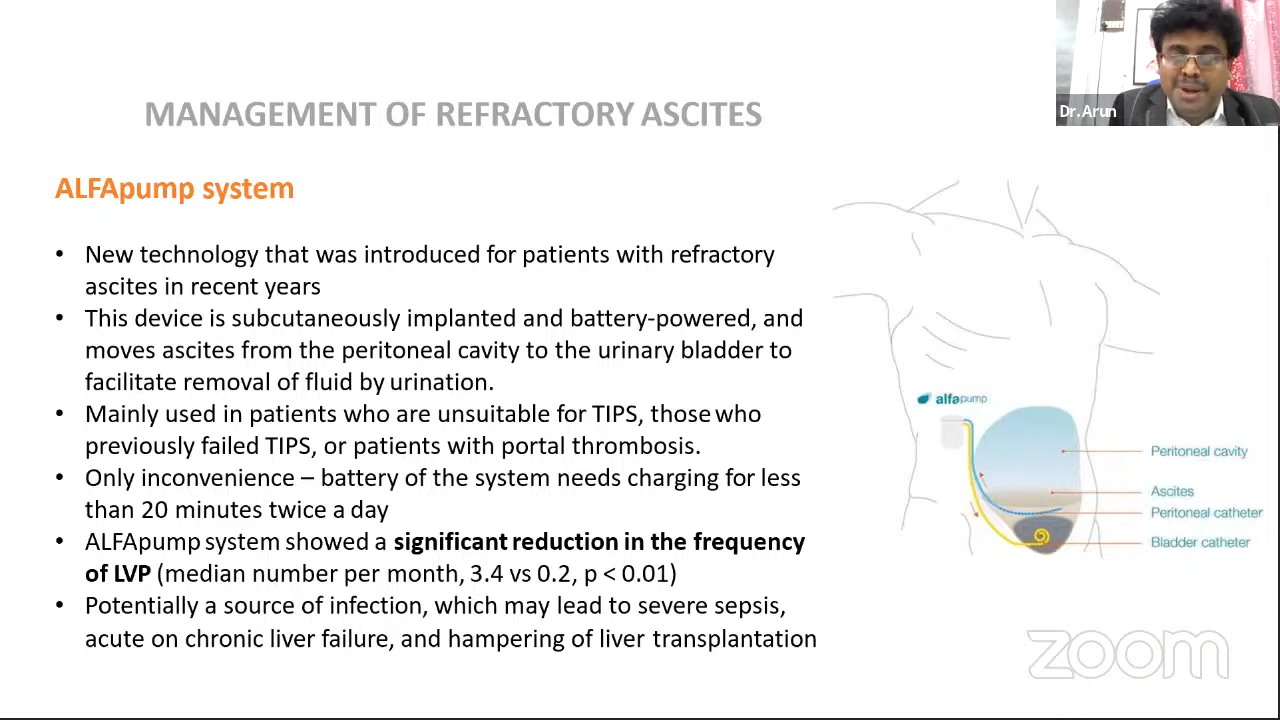 Dr.Arun
MANAGEMENT OF REFRACTORY ASCITES
ALFApump system
• New technology that was introduced for patients with refractory
ascites in recent years
• This device is subcutaneously implanted and battery-powered, and
moves ascites from the peritoneal cavity to the urinary bladder to
facilitate removal of fluid by urination.
• Mainly used in patients who are unsuitable for TIPS, those who
previously failed TIPS, or patients with portal thrombosis.
• Only inconvenience – battery of the system needs charging for less
than 20 minutes twice a day
• ALFApump system showed a significant reduction in the frequency
of LVP (median number per month, 3.4 vs 0.2, p < 0.01)
• Potentially a source of infection, which may lead to severe sepsis,
acute on chronic liver failure, and hampering of liver transplantation
alfapump
Peritoneal cavity
Ascites
Peritoneal catheter
Bladder catheter
zoom